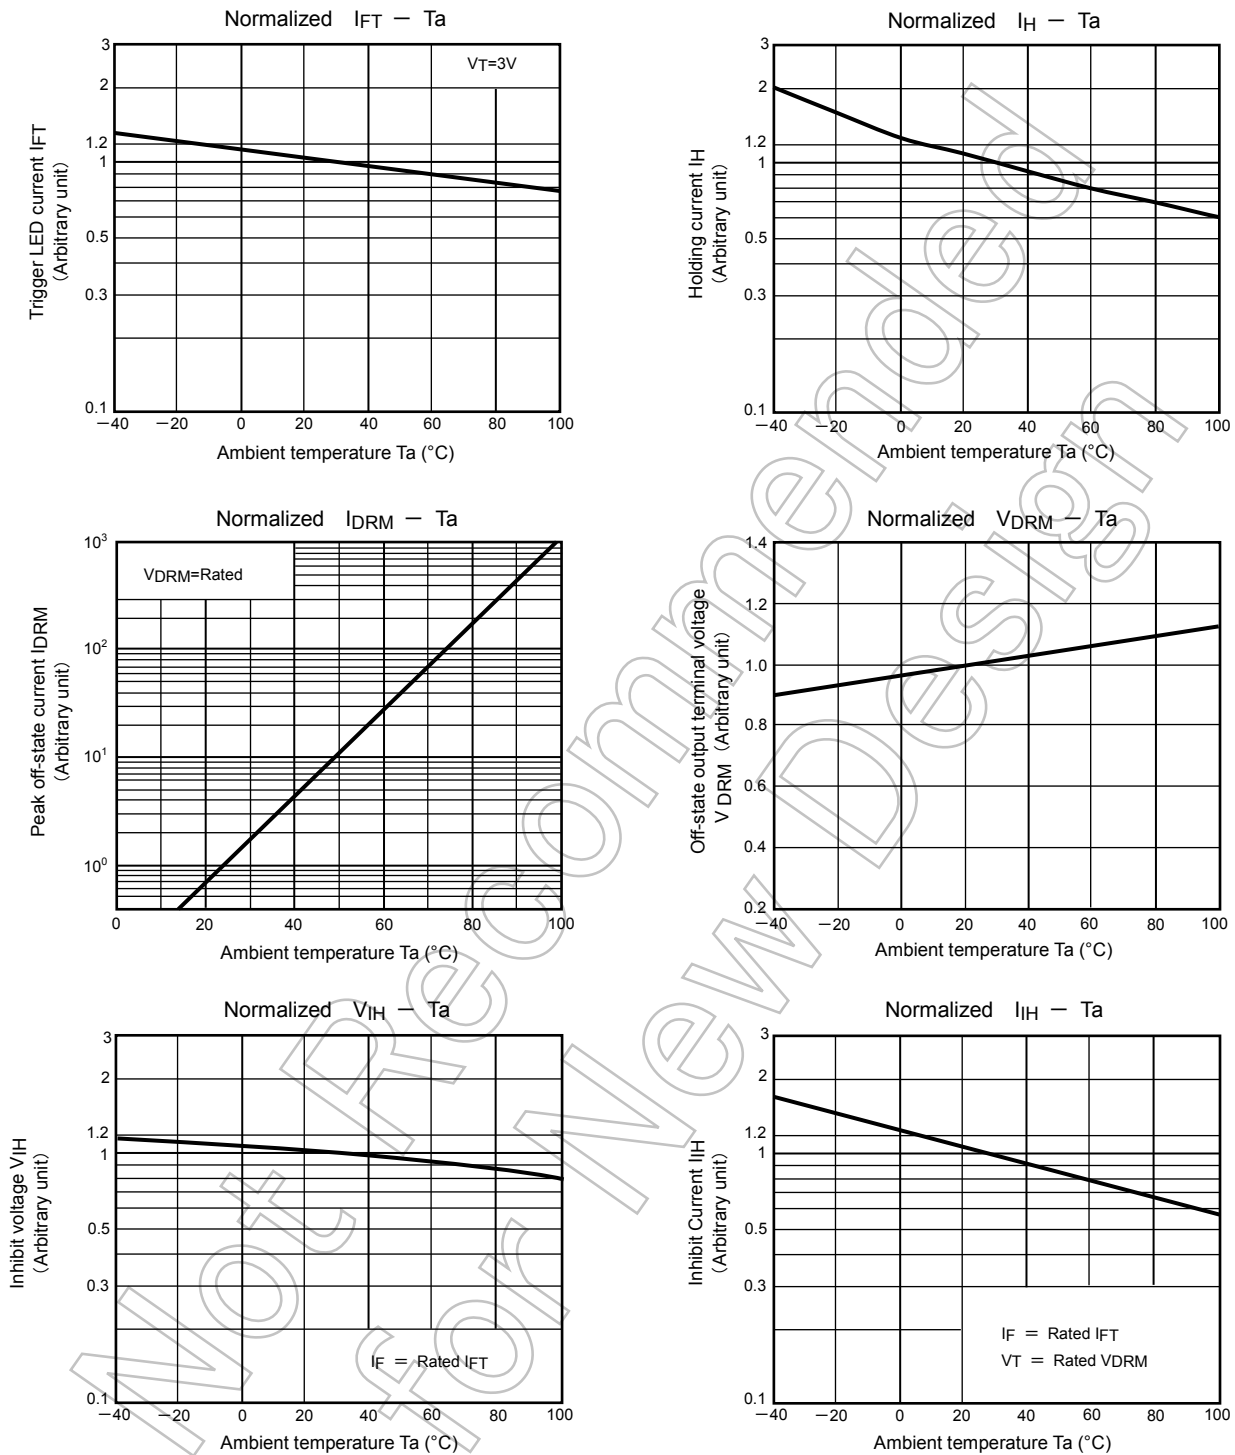 Normalized IFT － Ta
3
2
1.2
1
0.5
0.3
0.1
VT=3V
Trigger LED current IFT
(Arbitrary unit)
－40 －20 0 20 40 60 80 100
Ambient temperature Ta (°C)
Normalized IH － Ta
3
2
1.2
1
0.5
0.3
0.1
Holding current IH
(Arbitrary unit)
－40 －20 0 20 40 60 80 100
Ambient temperature Ta (°C)
Normalized IDRM － Ta
10³
10²
10¹
10⁰
VDRM=Rated
Peak off-state current IDRM
(Arbitrary unit)
0 20 40 60 80 100
Ambient temperature Ta (°C)
Normalized VDRM － Ta
1.4
1.2
1.0
0.8
0.6
0.4
0.2
Off-state output terminal voltage
V DRM (Arbitrary unit)
－40 －20 0 20 40 60 80 100
Ambient temperature Ta (°C)
Normalized VIH － Ta
3
2
1.2
1
0.5
0.3
0.1
Inhibit voltage VIH
(Arbitrary unit)
IF = Rated IFT
－40 －20 0 20 40 60 80 100
Ambient temperature Ta (°C)
Normalized IIH － Ta
3
2
1.2
1
0.5
0.3
0.1
Inhibit Current IIH
(Arbitrary unit)
IF = Rated IFT
VT = Rated VDRM
－40 －20 0 20 40 60 80 100
Ambient temperature Ta (°C)
Not Recommended
for New Design